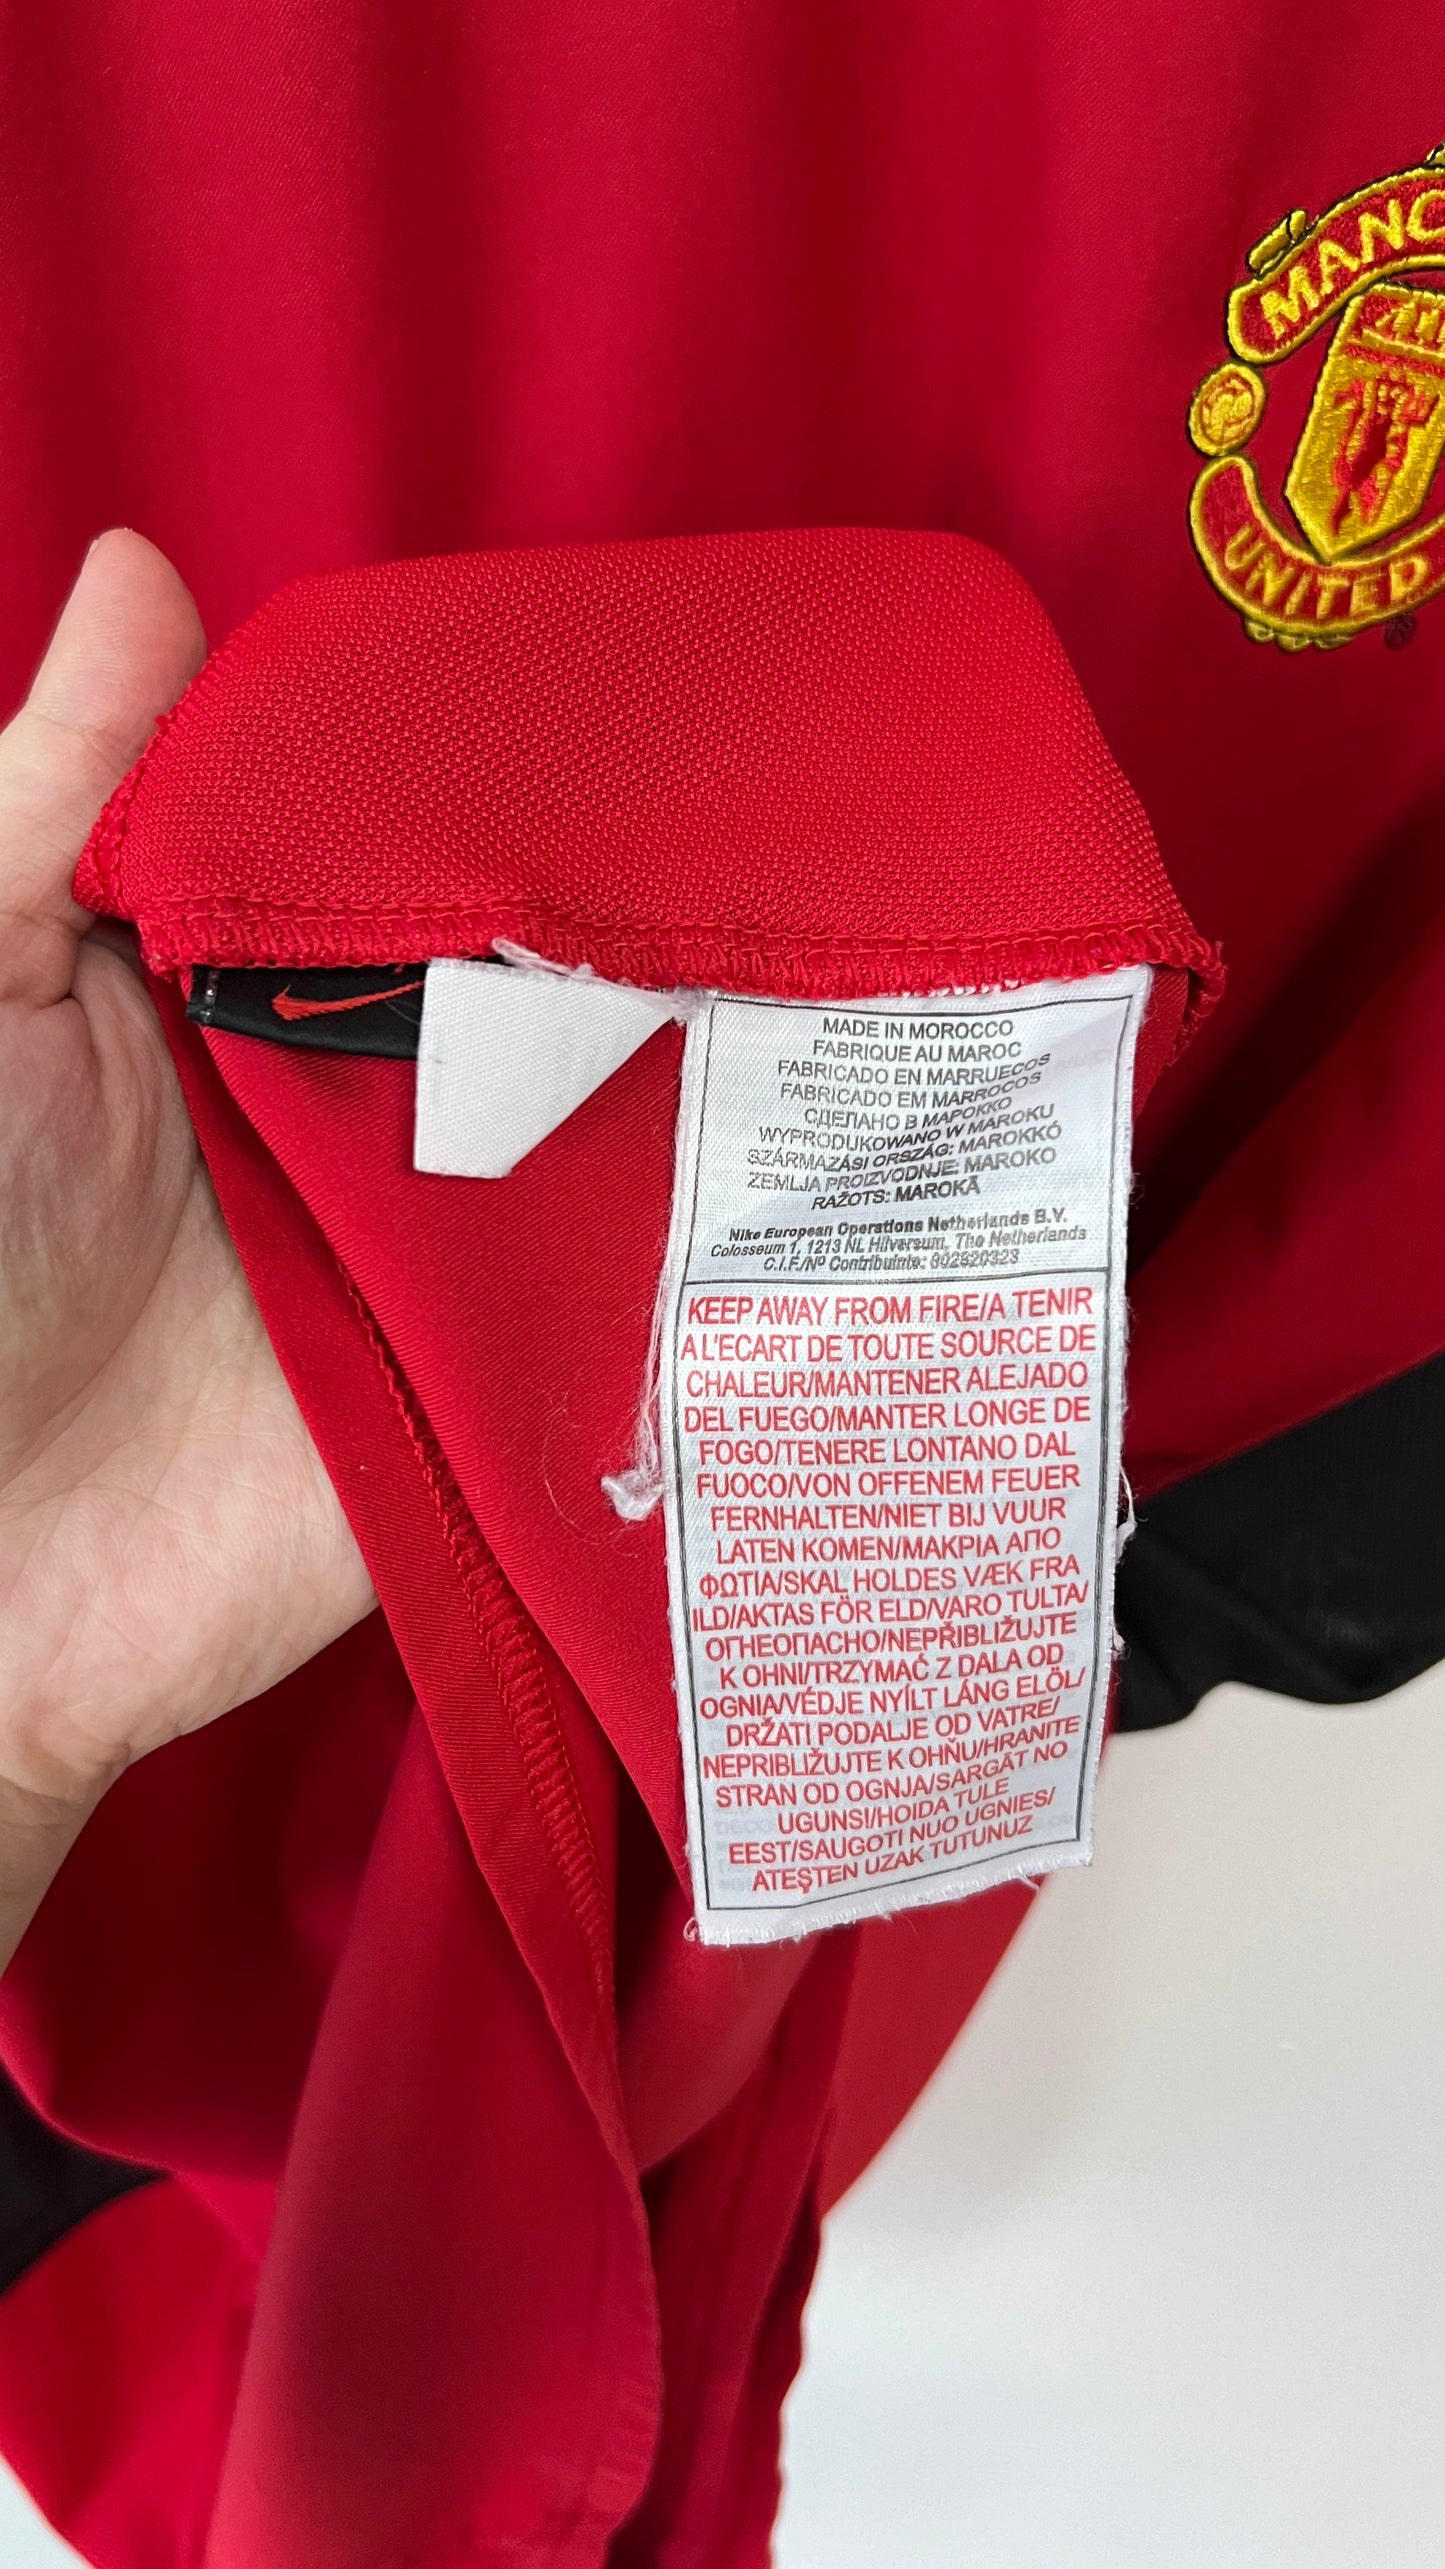 MANC
UNITED
MADE IN MOROCCO
FABRIQUE AU MAROC
FABRICADO EN MARRUECOS
FABRICADO EM MARROCOS
СДЕЛАНО В МАРОККО
WYPRODUKOWANO W MAROKU
SZÁRMAZÁSI ORSZÁG: MAROKKÓ
ZEMLJA PROIZVODNJE: MAROKO
RAŽOTS: MAROKĀ
Nike European Operations Netherlands B.V.
Colosseum 1, 1213 NL Hilversum, The Netherlands
C.I.F./Nº Contribuinte: 802620323
KEEP AWAY FROM FIRE/A TENIR
A L'ECART DE TOUTE SOURCE DE
CHALEUR/MANTENER ALEJADO
DEL FUEGO/MANTER LONGE DE
FOGO/TENERE LONTANO DAL
FUOCO/VON OFFENEM FEUER
FERNHALTEN/NIET BIJ VUUR
LATEN KOMEN/ΜΑΚΡΙΑ ΑΠΟ
ΦΩΤΙΑ/SKAL HOLDES VÆK FRA
ILD/AKTAS FÖR ELD/VARO TULTA/
ОГНЕОПАСНО/NEPŘIBLIŽUJTE
K OHNI/TRZYMAĆ Z DALA OD
OGNIA/VÉDJE NYÍLT LÁNG ELÖL/
DRŽATI PODALJE OD VATRE/
NEPRIBLIŽUJTE K OHŇU/HRANITE
STRAN OD OGNJA/SARGĀT NO
UGUNS!/HOIDA TULE
EEST/SAUGOTI NUO UGNIES/
ATEŞTEN UZAK TUTUNUZ